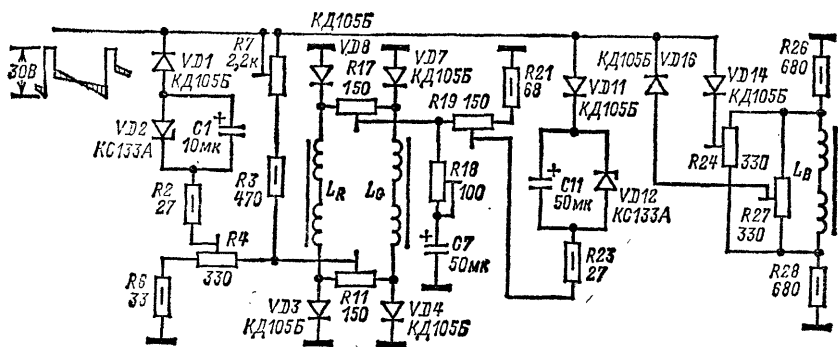 30В
VD1
КД105Б
VD2
КС133А
C1
10мк
R2
27
R3
470
R4
330
R6
33
R7
2,2к
КД105Б
VD8
VD7
КД105Б
R17
150
R19 150
R21
68
LR
LG
R18
100
C7
50мк
R11
150
VD3
КД105Б
VD4
КД105Б
VD11
КД105Б
C11
50мк
VD12
КС133А
R23
27
КД105Б
VD16
VD14
КД105Б
R24
330
R27
330
LB
R26
680
R28
680